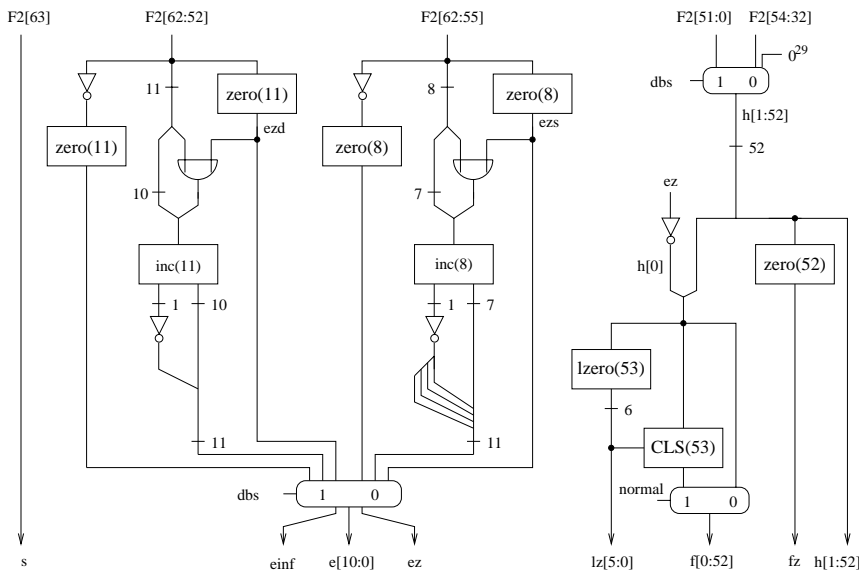 F2[63] F2[62:52] F2[62:55] F2[51:0] F2[54:32]
0^29
dbs 1 0
11 zero(11) 8 zero(8)
h[1:52]
ezd ezs
zero(11) zero(8)
52
10 7
ez
inc(11) inc(8)
h[0] zero(52)
1 10 1 7
lzero(53)
6
11 11
CLS(53)
dbs 1 0
normal 1 0
s einf e[10:0] ez lz[5:0] f[0:52] fz h[1:52]